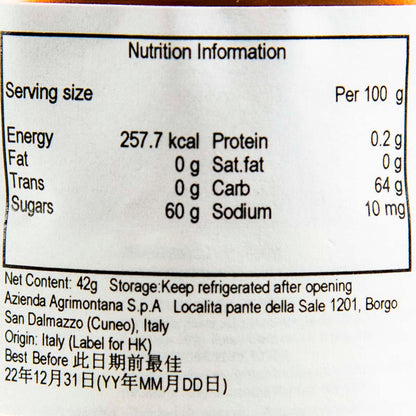 Nutrition Information
Serving size Per 100 g
Energy 257.7 kcal Protein 0.2 g
Fat 0 g Sat.fat 0 g
Trans 0 g Carb 64 g
Sugars 60 g Sodium 10 mg
Net Content: 42g Storage:Keep refrigerated after opening
Azienda Agrimontana S.p.A Localita pante della Sale 1201, Borgo
San Dalmazzo (Cuneo), Italy
Origin: Italy (Label for HK)
Best Before 此日期前最佳
22年12月31日(YY年MM月DD日)